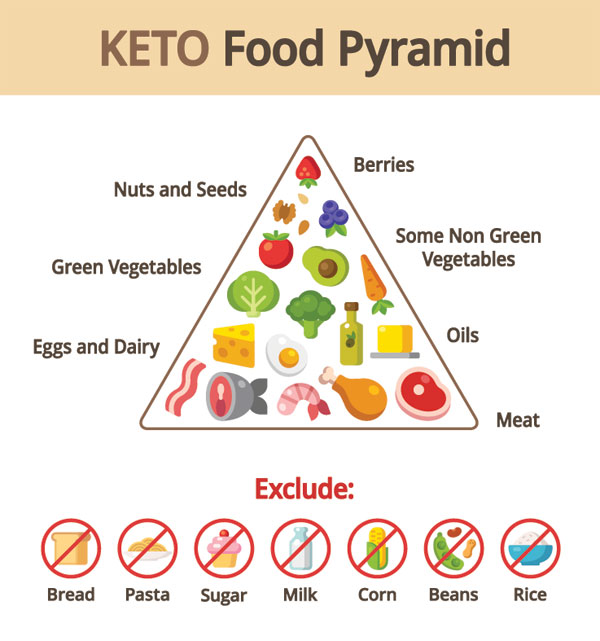 KETO Food Pyramid
Berries
Nuts and Seeds
Some Non Green
Vegetables
Green Vegetables
Oils
Eggs and Dairy
Meat
Exclude:
Bread
Pasta
Sugar
Milk
Corn
Beans
Rice